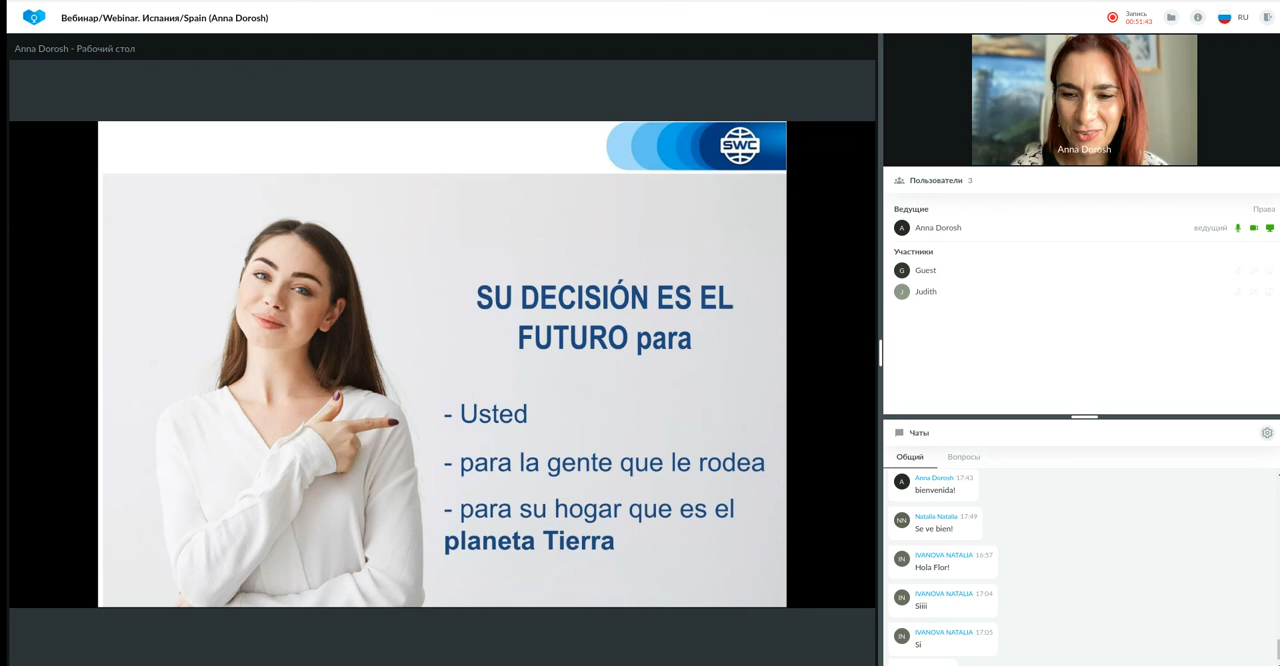 Вебинар/Webinar. Испания/Spain (Anna Dorosh)
Запись
00:51:43
RU
Anna Dorosh - Рабочий стол
SWC
SU DECISIÓN ES EL
FUTURO para
- Usted
- para la gente que le rodea
- para su hogar que es el
planeta Tierra
Anna Dorosh
Пользователи 3
Ведущие Права
A Anna Dorosh ведущий
Участники
G Guest
J Judith
Чаты
Общий Вопросы
A Anna Dorosh 17:43
bienvenida!
NN Natalia Natalia 17:49
Se ve bien!
IN IVANOVA NATALIA 16:57
Hola Flor!
IN IVANOVA NATALIA 17:04
Siiii
IN IVANOVA NATALIA 17:05
Si